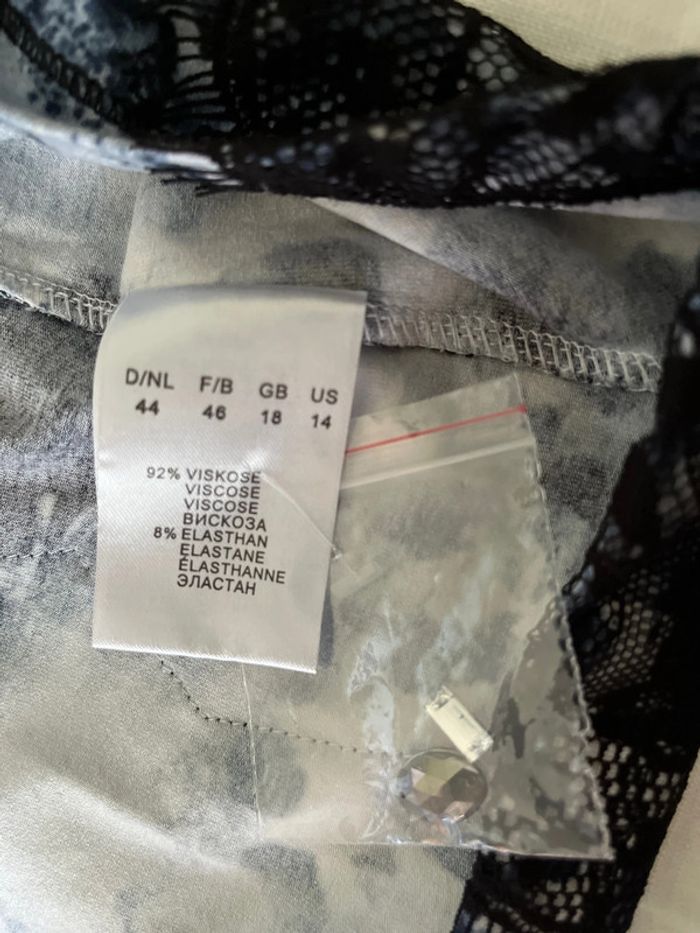 D/NL F/B GB US
44 46 18 14
92% VISKOSE
VISCOSE
VISCOSE
ВИСКОЗА
8% ELASTHAN
ELASTANE
ÉLASTHANNE
ЭЛАСТАН